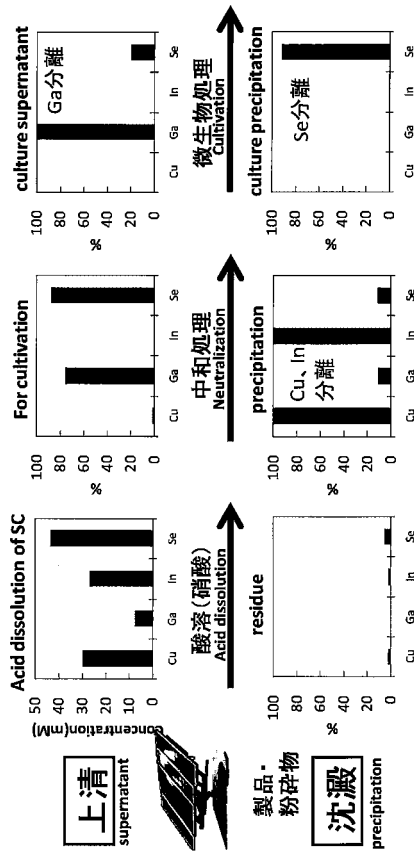 上清
supernatant
製品・
粉砕物
沈澱
precipitation
Acid dissolution of SC
concentration(mM)
50
40
30
20
10
0
Cu
Ga
In
Se
酸溶(硝酸)
Acid dissolution
residue
%
100
80
60
40
20
0
Cu
Ga
In
Se
For cultivation
%
100
80
60
40
20
0
Cu
Ga
In
Se
中和処理
Neutralization
precipitation
%
100
80
60
40
20
0
Cu、In
分離
Cu
Ga
In
Se
culture supernatant
%
100
80
60
40
20
0
Ga分離
Cu
Ga
In
Se
微生物処理
Cultivation
culture precipitation
%
100
80
60
40
20
0
Se分離
Cu
Ga
In
Se